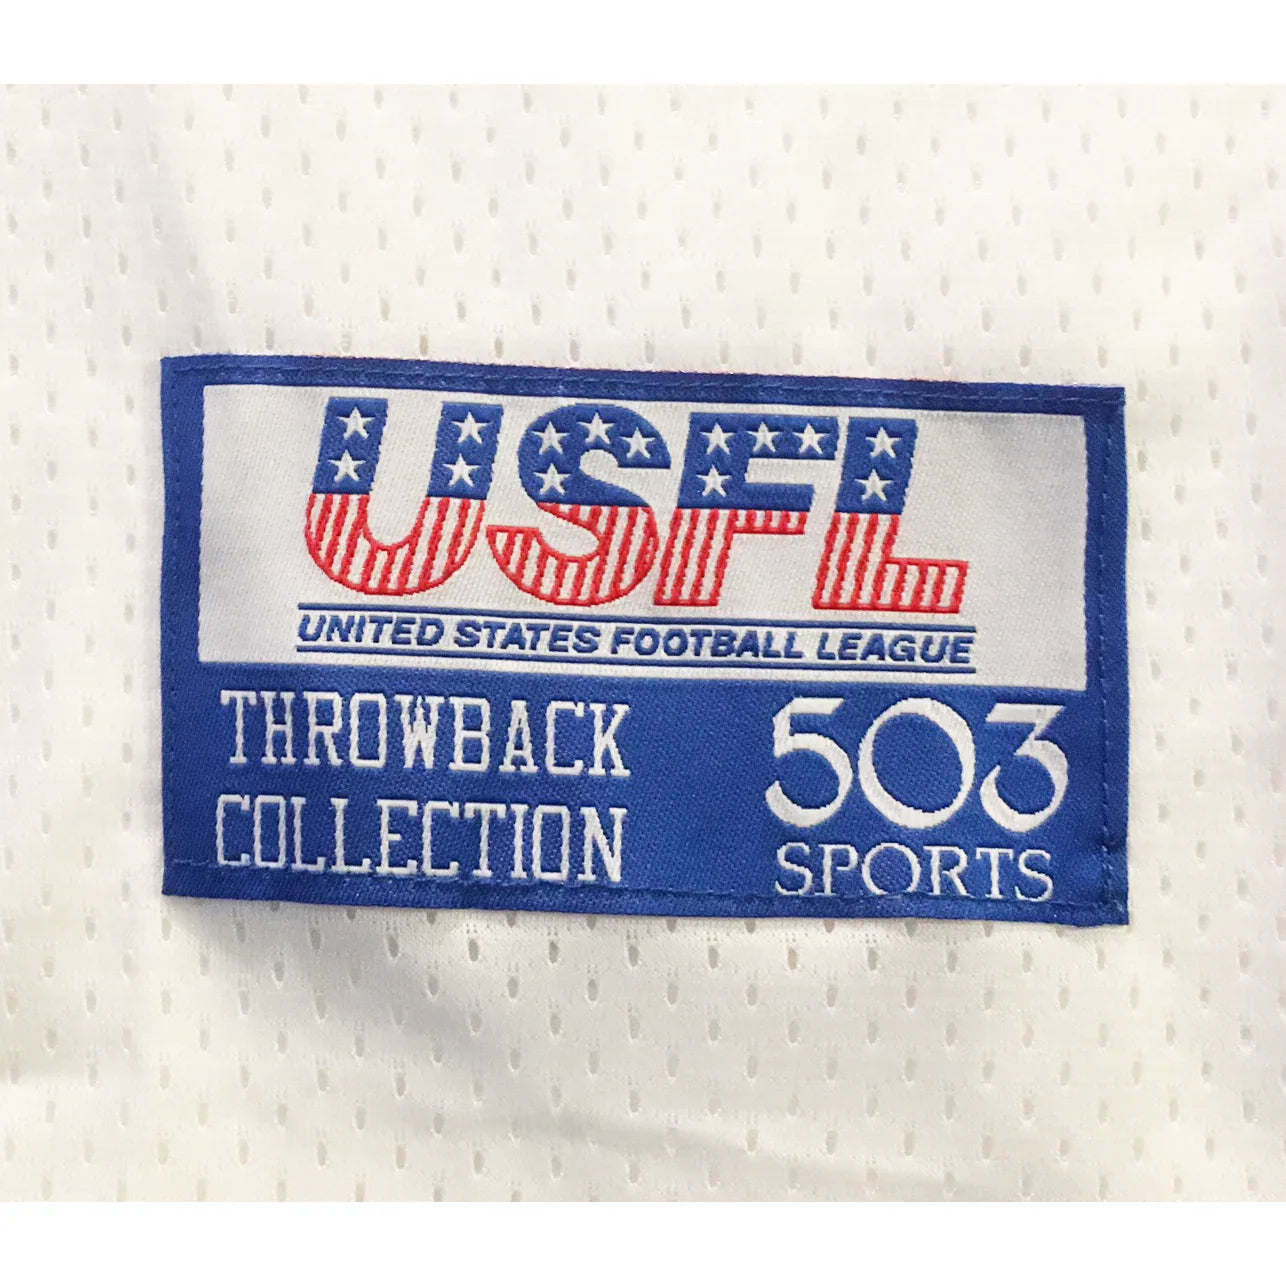 USFL
UNITED STATES FOOTBALL LEAGUE
THROWBACK
COLLECTION
503
SPORTS